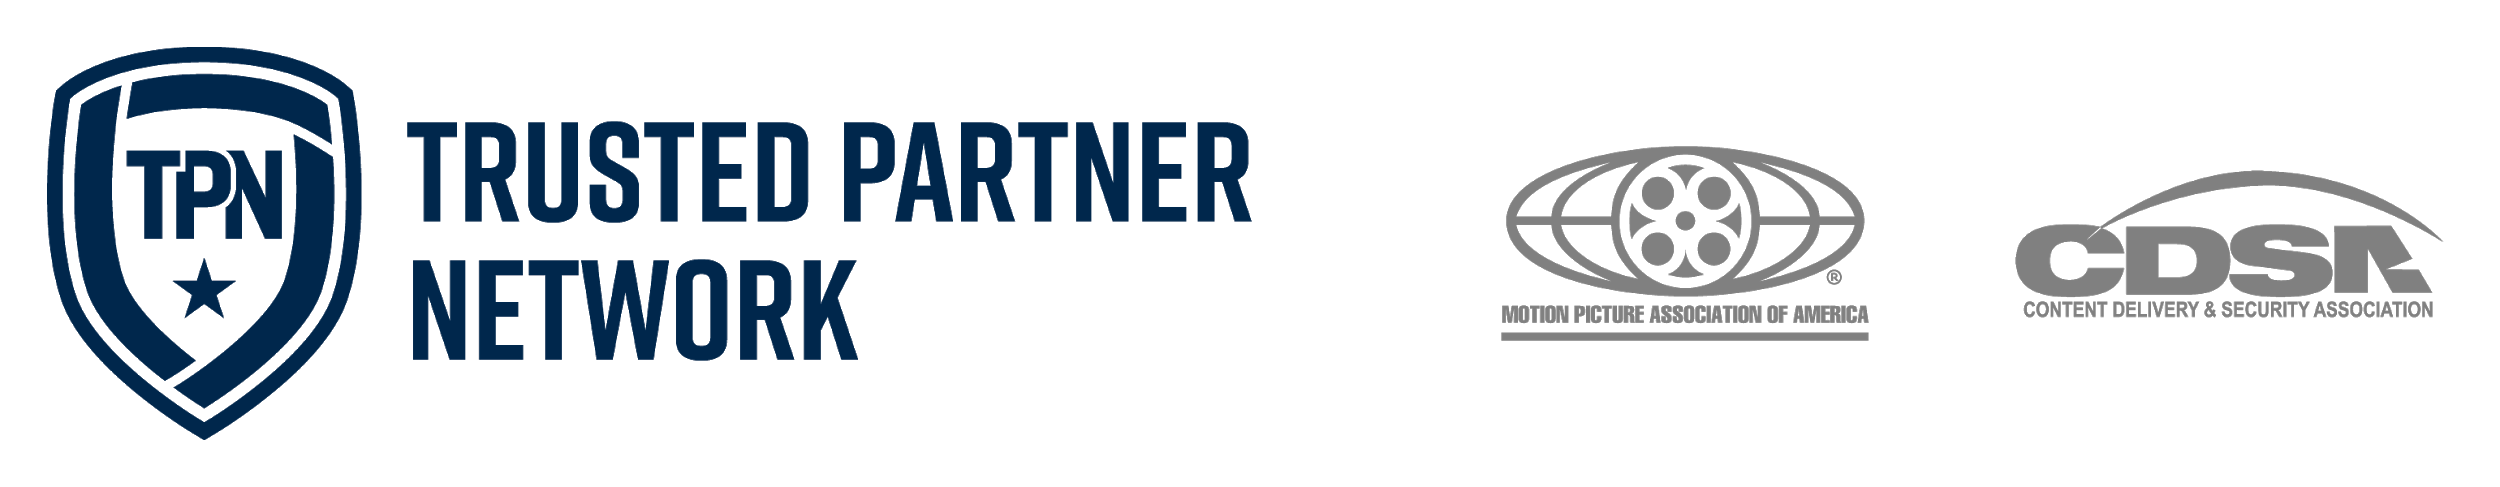 TPN
TRUSTED PARTNER
NETWORK
®
MOTION PICTURE ASSOCIATION OF AMERICA
CDSA
CONTENT DELIVERY & SECURITY ASSOCIATION